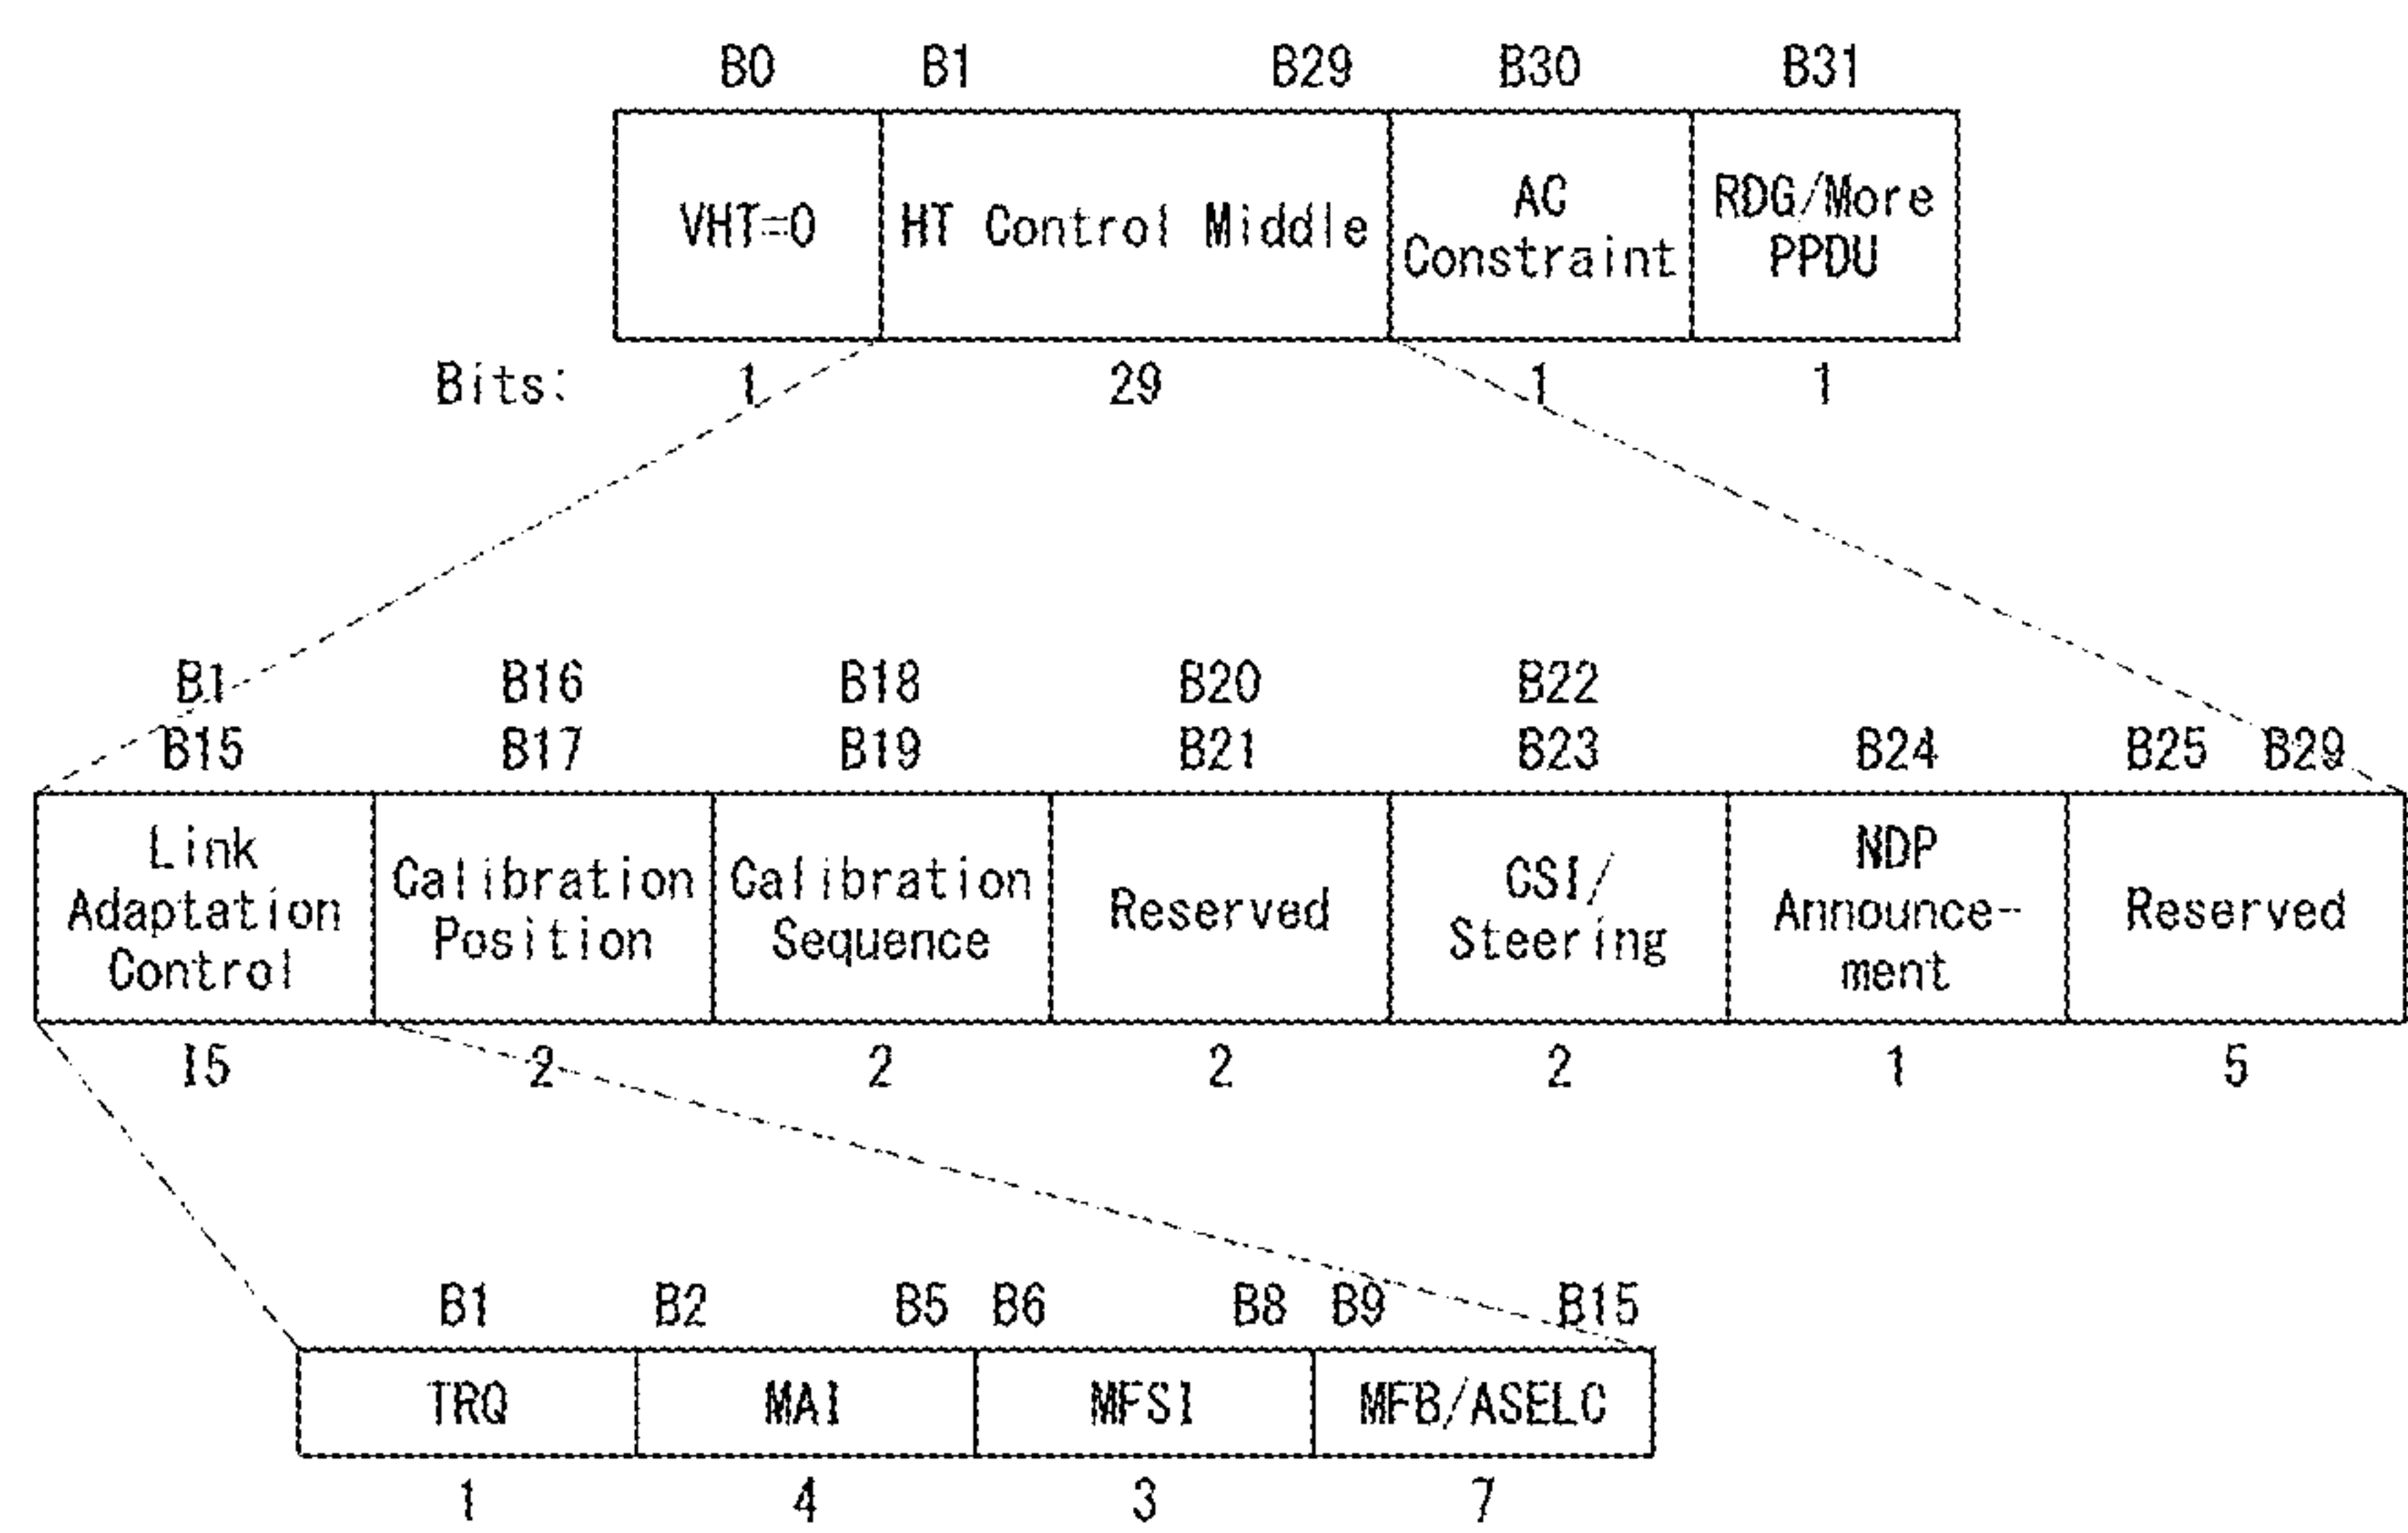 B0 B1 B29 B30 B31
VHT=0 HT Control Middle AC Constraint RDG/More PPDU
Bits: 1 29 1 1
B1 B15 B16 B17 B18 B19 B20 B21 B22 B23 B24 B25 B29
Link Adaptation Control
Calibration Position
Calibration Sequence
Reserved
CSI/ Steering
NDP Announce- ment
Reserved
15 2 2 2 2 1 5
B1 B2 B5 B6 B8 B9 B15
TRQ MAI MFSI MFB/ASELC
1 4 3 7